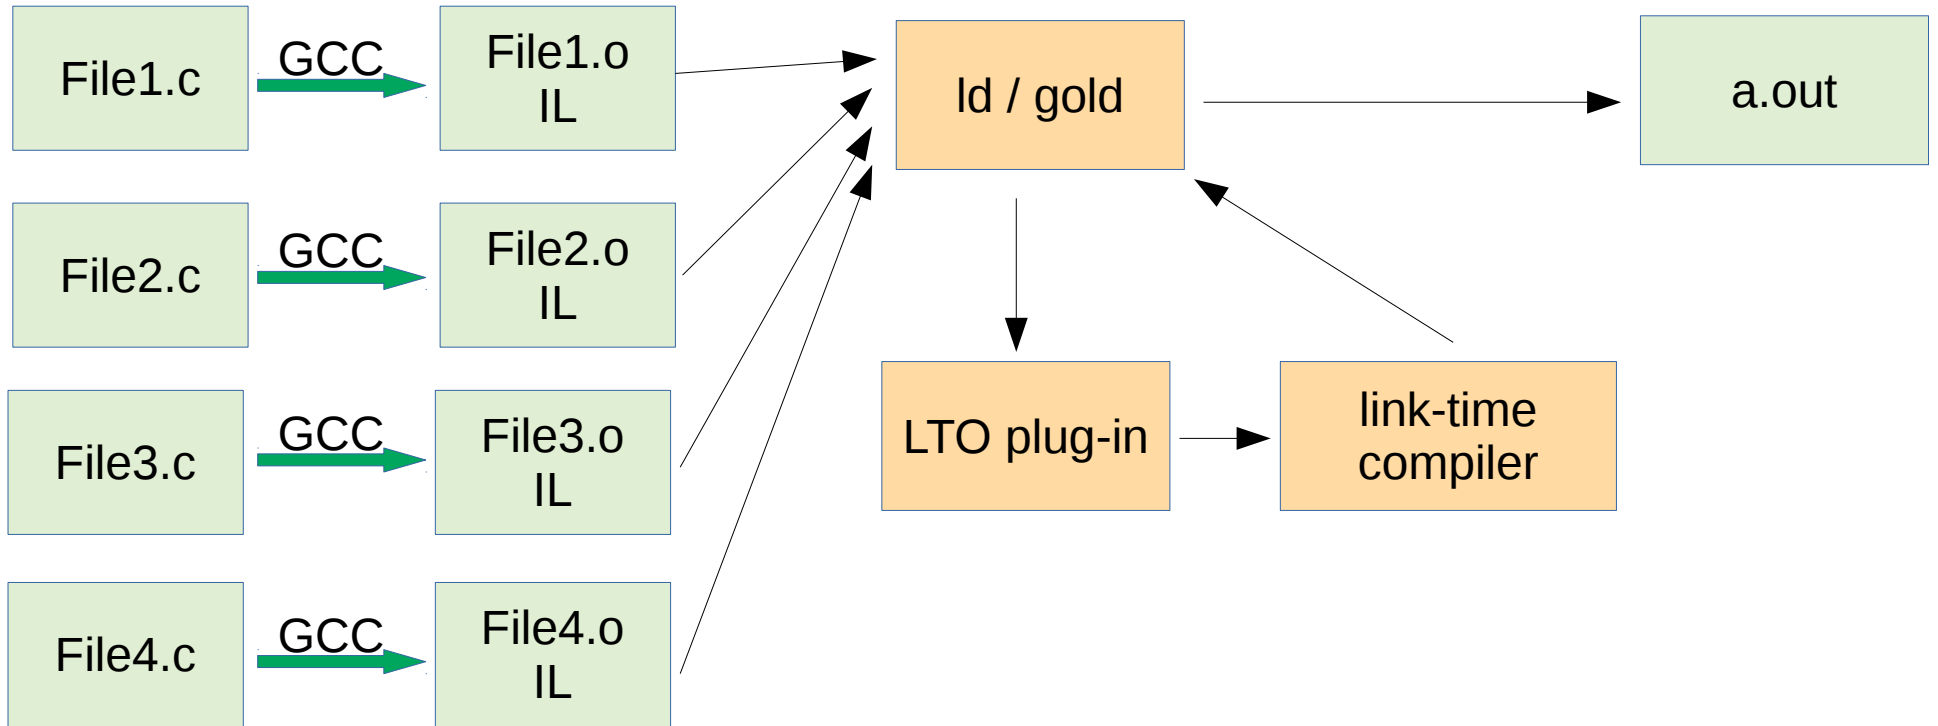 File1.c
GCC
File1.o
IL
ld / gold
a.out
File2.c
GCC
File2.o
IL
File3.c
GCC
File3.o
IL
LTO plug-in
link-time
compiler
File4.c
GCC
File4.o
IL